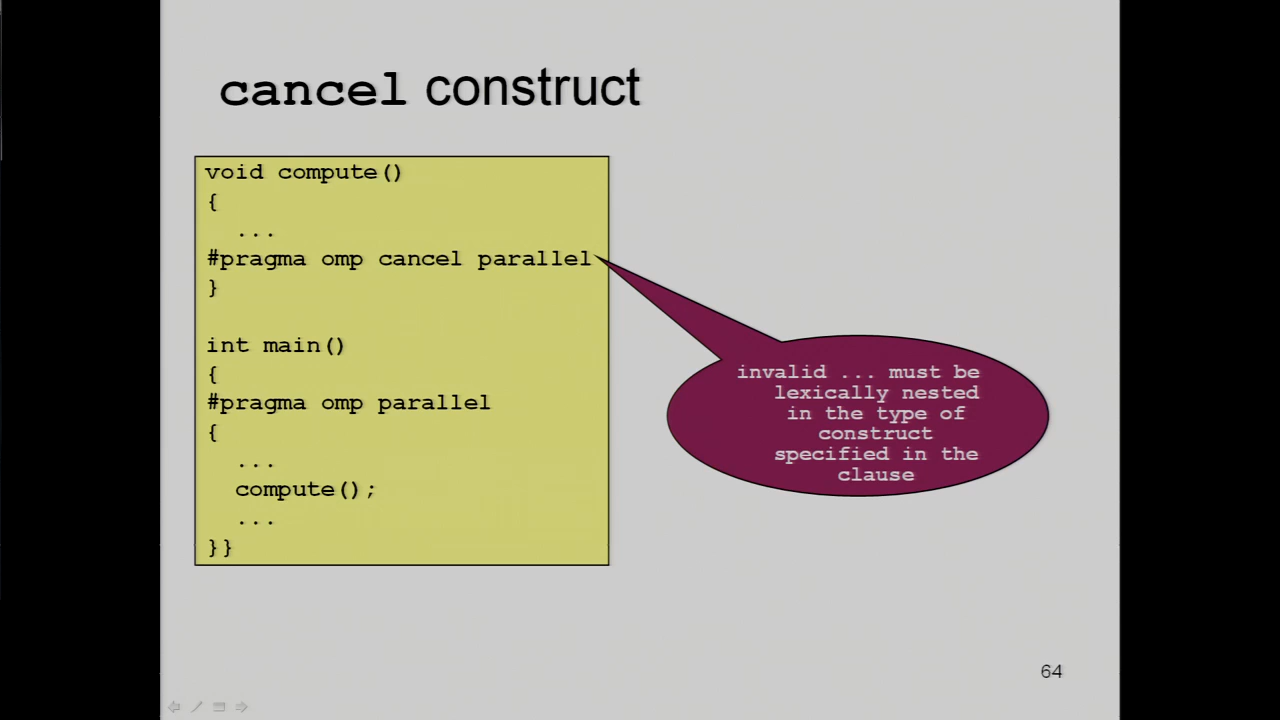 cancel construct
void compute()
{
...
#pragma omp cancel parallel
}
int main()
{
#pragma omp parallel
{
...
compute();
...
}}
invalid ... must be
lexically nested
in the type of
construct
specified in the
clause
64